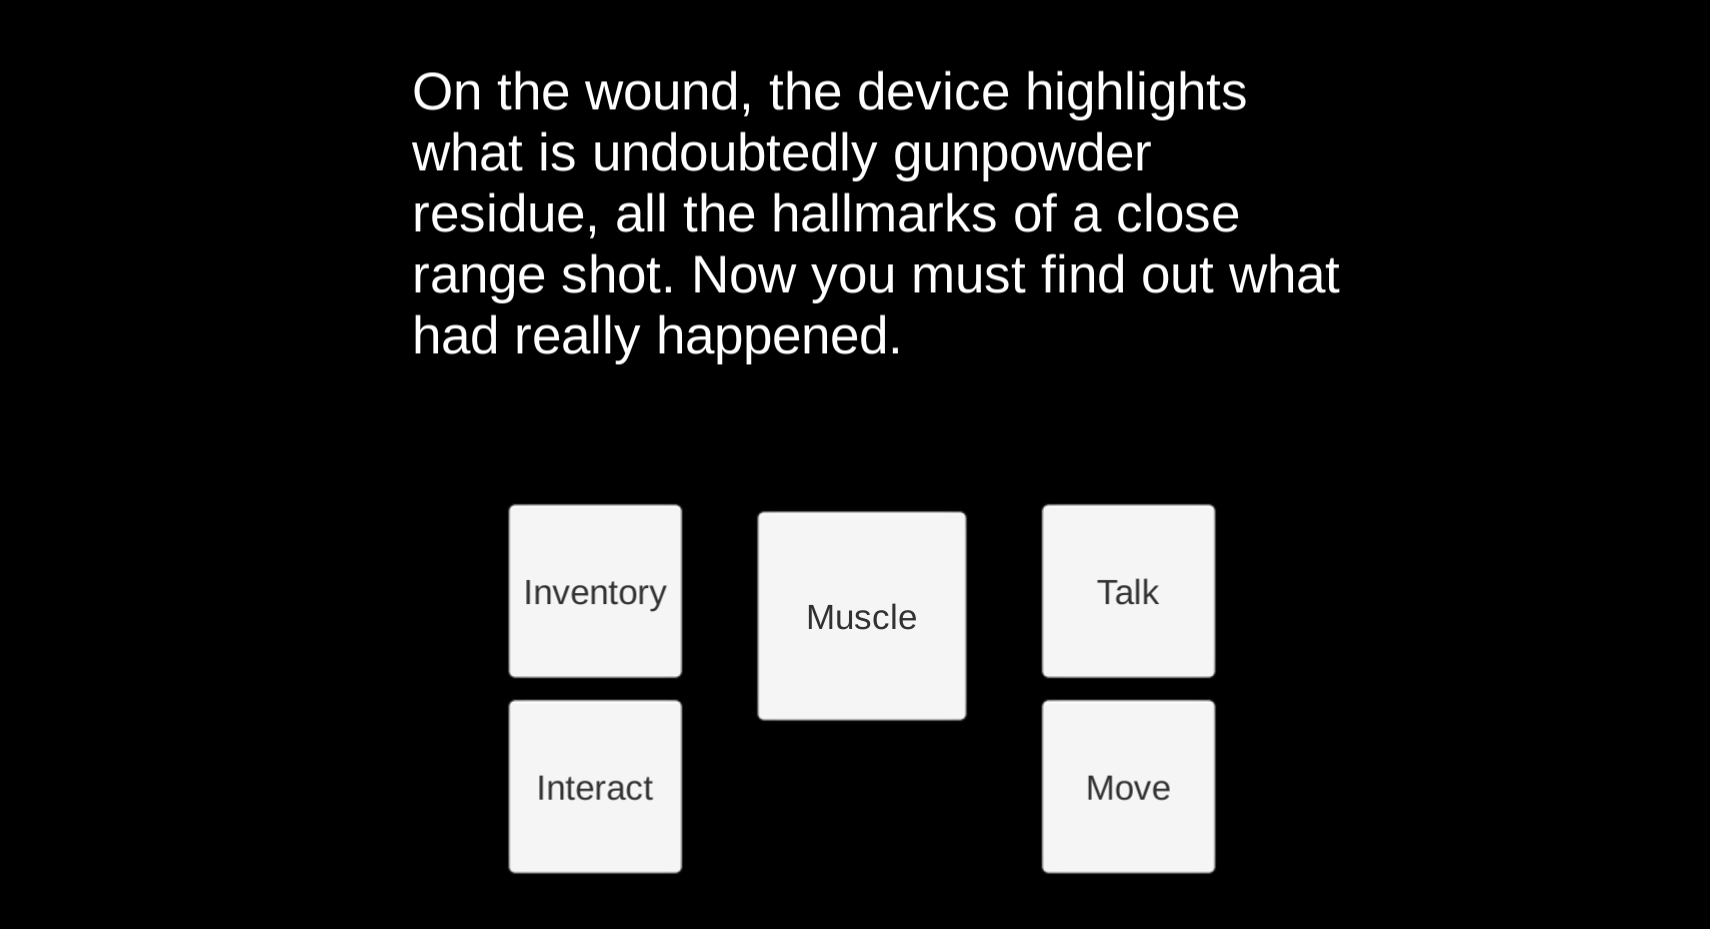 On the wound, the device highlights
what is undoubtedly gunpowder
residue, all the hallmarks of a close
range shot. Now you must find out what
had really happened.
Inventory
Muscle
Talk
Interact
Move